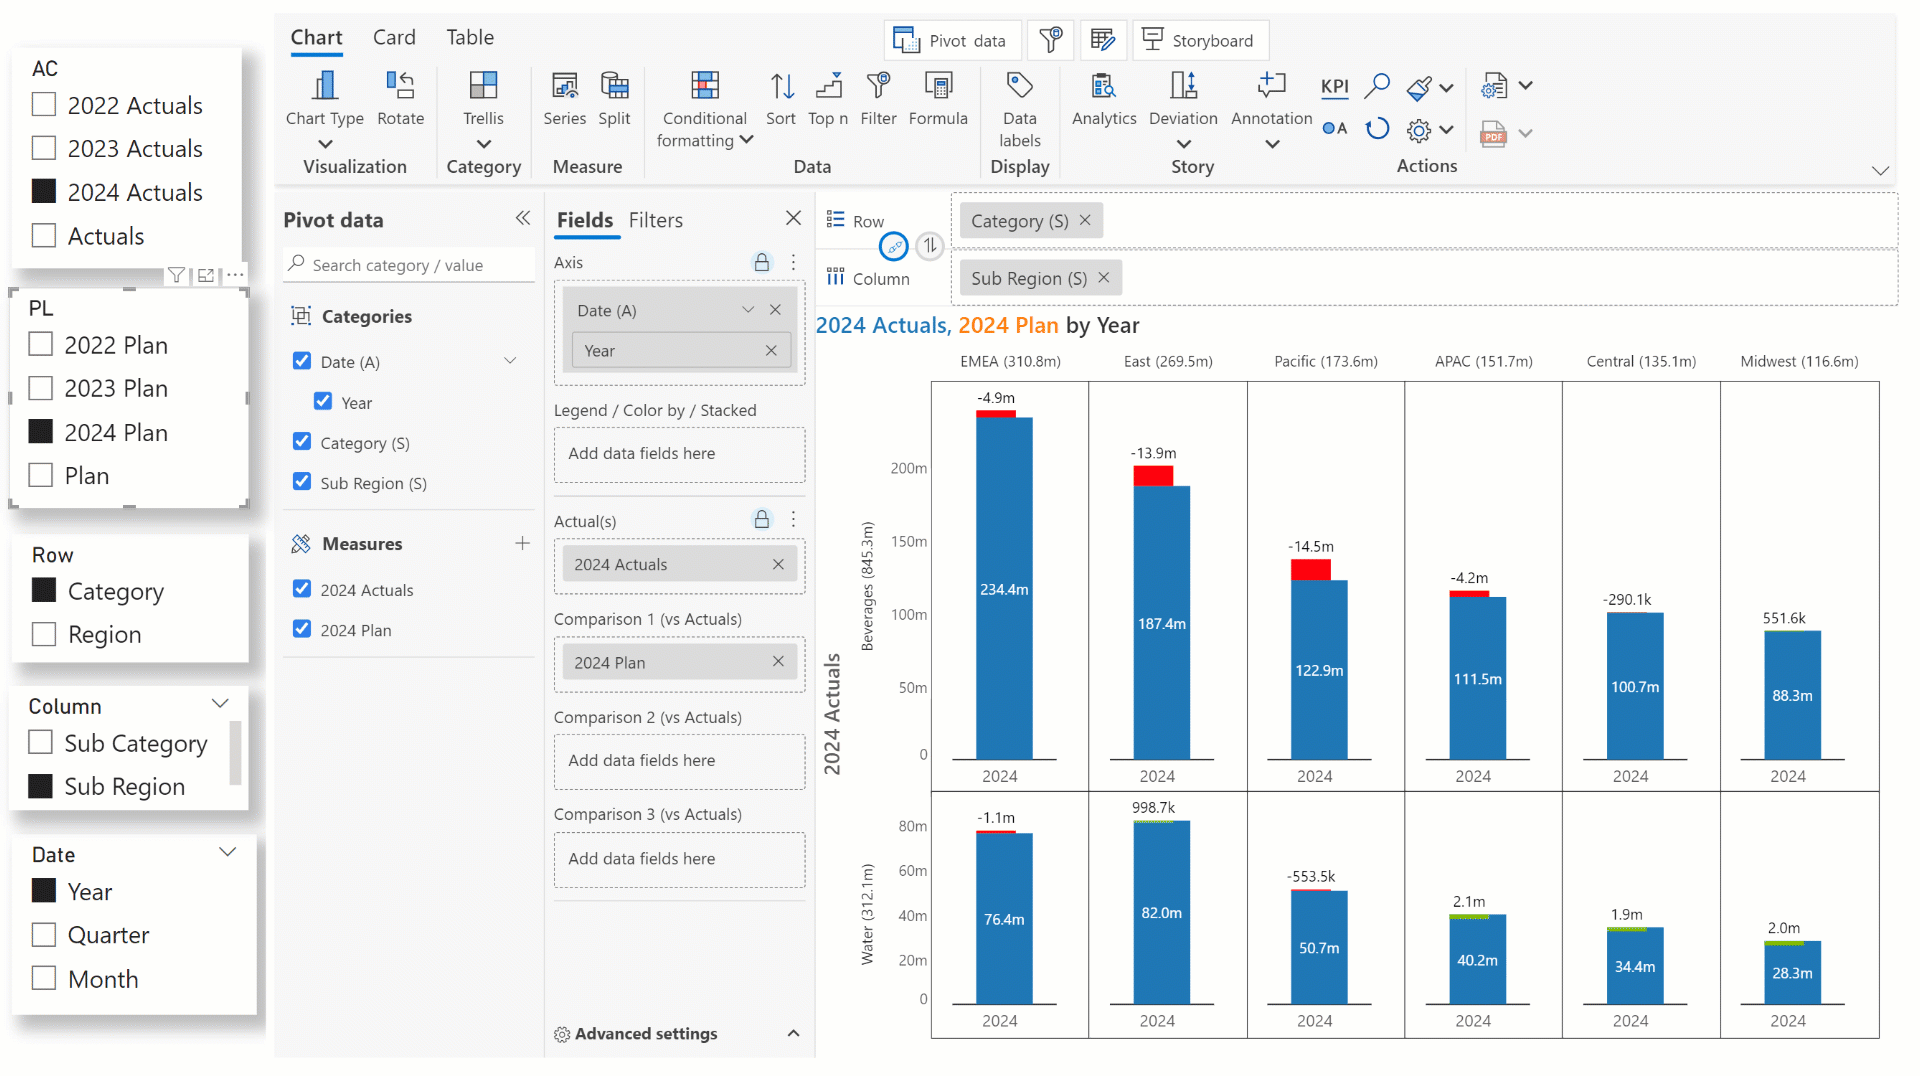 AC
2022 Actuals
2023 Actuals
2024 Actuals
Actuals
PL
2022 Plan
2023 Plan
2024 Plan
Plan
Row
Category
Region
Column
Sub Category
Sub Region
Date
Year
Quarter
Month
Chart Card Table
Pivot data
Storyboard
Chart Type
Rotate
Visualization
Trellis
Category
Series
Split
Measure
Conditional
formatting
Sort
Top n
Filter
Formula
Data
Data
labels
Display
Analytics
Deviation
Annotation
Story
KPI
A
PDF
Actions
Pivot data
Search category / value
Categories
Date (A)
Year
Category (S)
Sub Region (S)
Measures
2024 Actuals
2024 Plan
Fields Filters
Axis
Date (A)
Year
Legend / Color by / Stacked
Add data fields here
Actual(s)
2024 Actuals
Comparison 1 (vs Actuals)
2024 Plan
Comparison 2 (vs Actuals)
Add data fields here
Comparison 3 (vs Actuals)
Add data fields here
Advanced settings
Row
Category (S)
Column
Sub Region (S)
2024 Actuals, 2024 Plan by Year
EMEA (310.8m) East (269.5m) Pacific (173.6m) APAC (151.7m) Central (135.1m) Midwest (116.6m)
2024 Actuals
Beverages (845.3m)
200m
150m
100m
50m
0
-4.9m
234.4m
2024
-13.9m
187.4m
2024
-14.5m
122.9m
2024
-4.2m
111.5m
2024
-290.1k
100.7m
2024
551.6k
88.3m
2024
Water (312.1m)
80m
60m
40m
20m
0
-1.1m
76.4m
2024
998.7k
82.0m
2024
-553.5k
50.7m
2024
2.1m
40.2m
2024
1.9m
34.4m
2024
2.0m
28.3m
2024